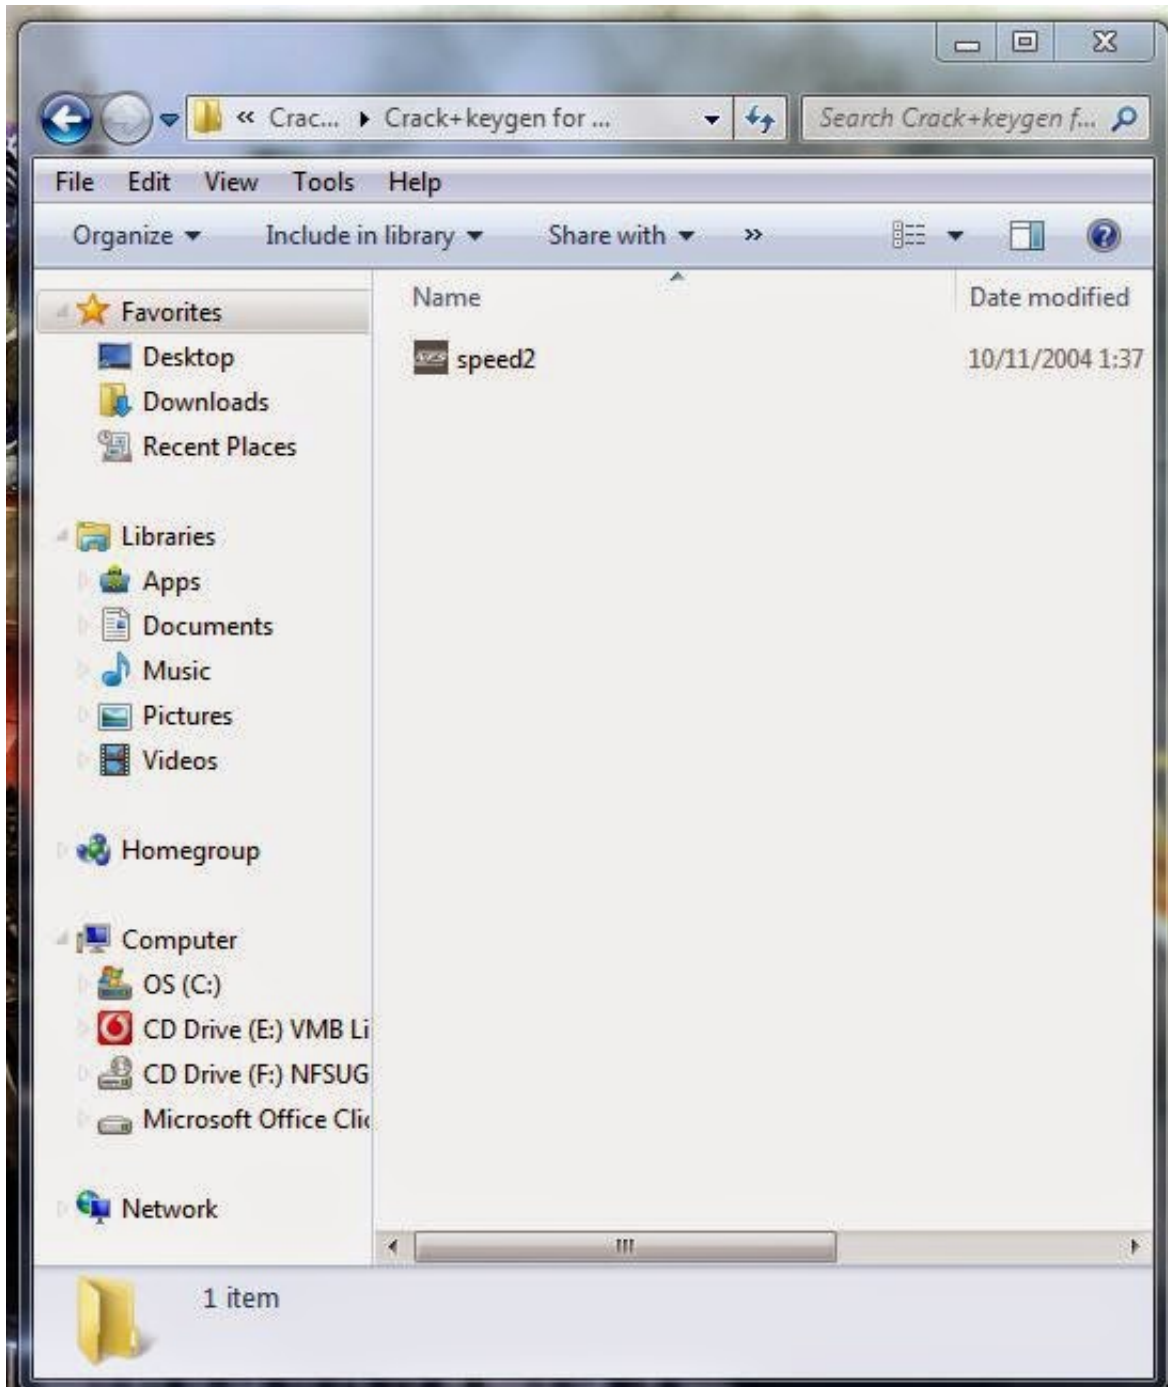 « Crac... Crack+keygen for ... Search Crack+keygen f...
File Edit View Tools Help
Organize Include in library Share with »
Name Date modified
Favorites
Desktop
Downloads
Recent Places
speed2 10/11/2004 1:37
Libraries
Apps
Documents
Music
Pictures
Videos
Homegroup
Computer
OS (C:)
CD Drive (E:) VMB Li
CD Drive (F:) NFSUG
Microsoft Office Clic
Network
1 item